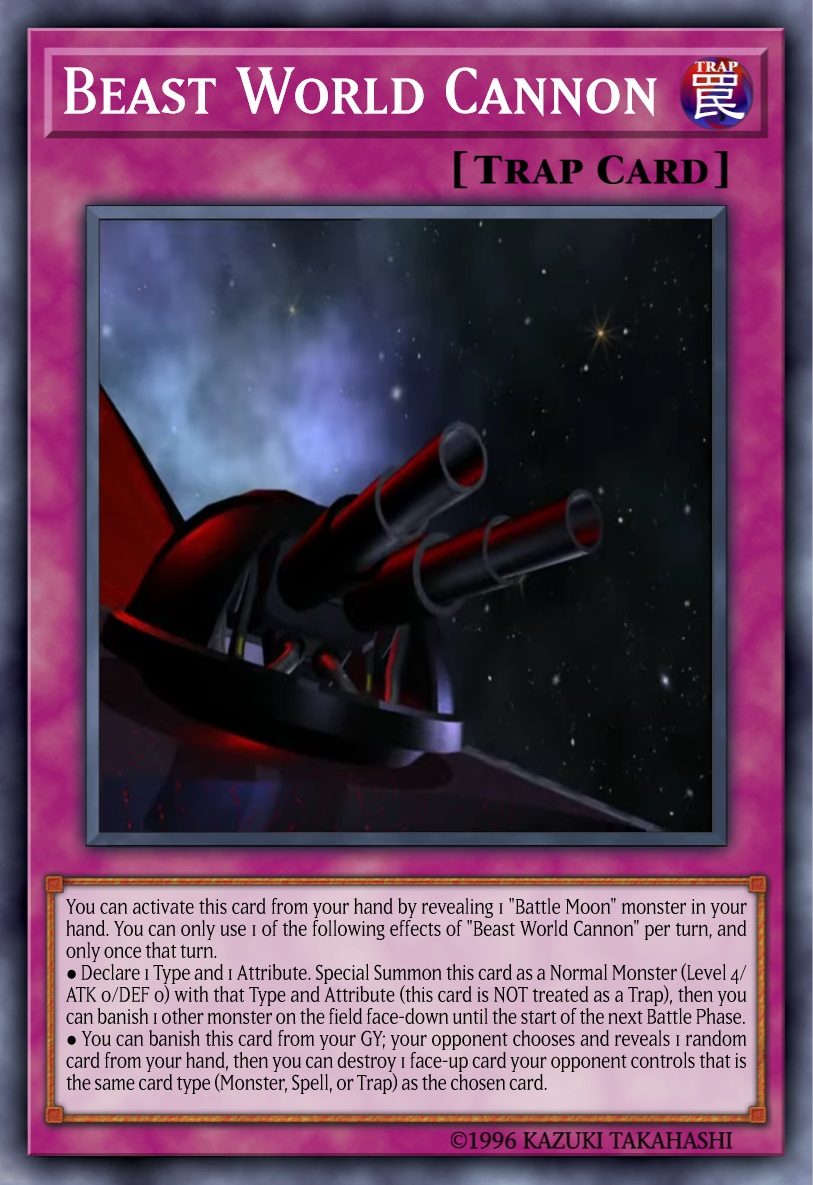 BEAST WORLD CANNON
TRAP
罠
[TRAP CARD]
You can activate this card from your hand by revealing 1 "Battle Moon" monster in your
hand. You can only use 1 of the following effects of "Beast World Cannon" per turn, and
only once that turn.
● Declare 1 Type and 1 Attribute. Special Summon this card as a Normal Monster (Level 4/
ATK 0/DEF 0) with that Type and Attribute (this card is NOT treated as a Trap), then you
can banish 1 other monster on the field face-down until the start of the next Battle Phase.
● You can banish this card from your GY; your opponent chooses and reveals 1 random
card from your hand, then you can destroy 1 face-up card your opponent controls that is
the same card type (Monster, Spell, or Trap) as the chosen card.
©1996 KAZUKI TAKAHASHI